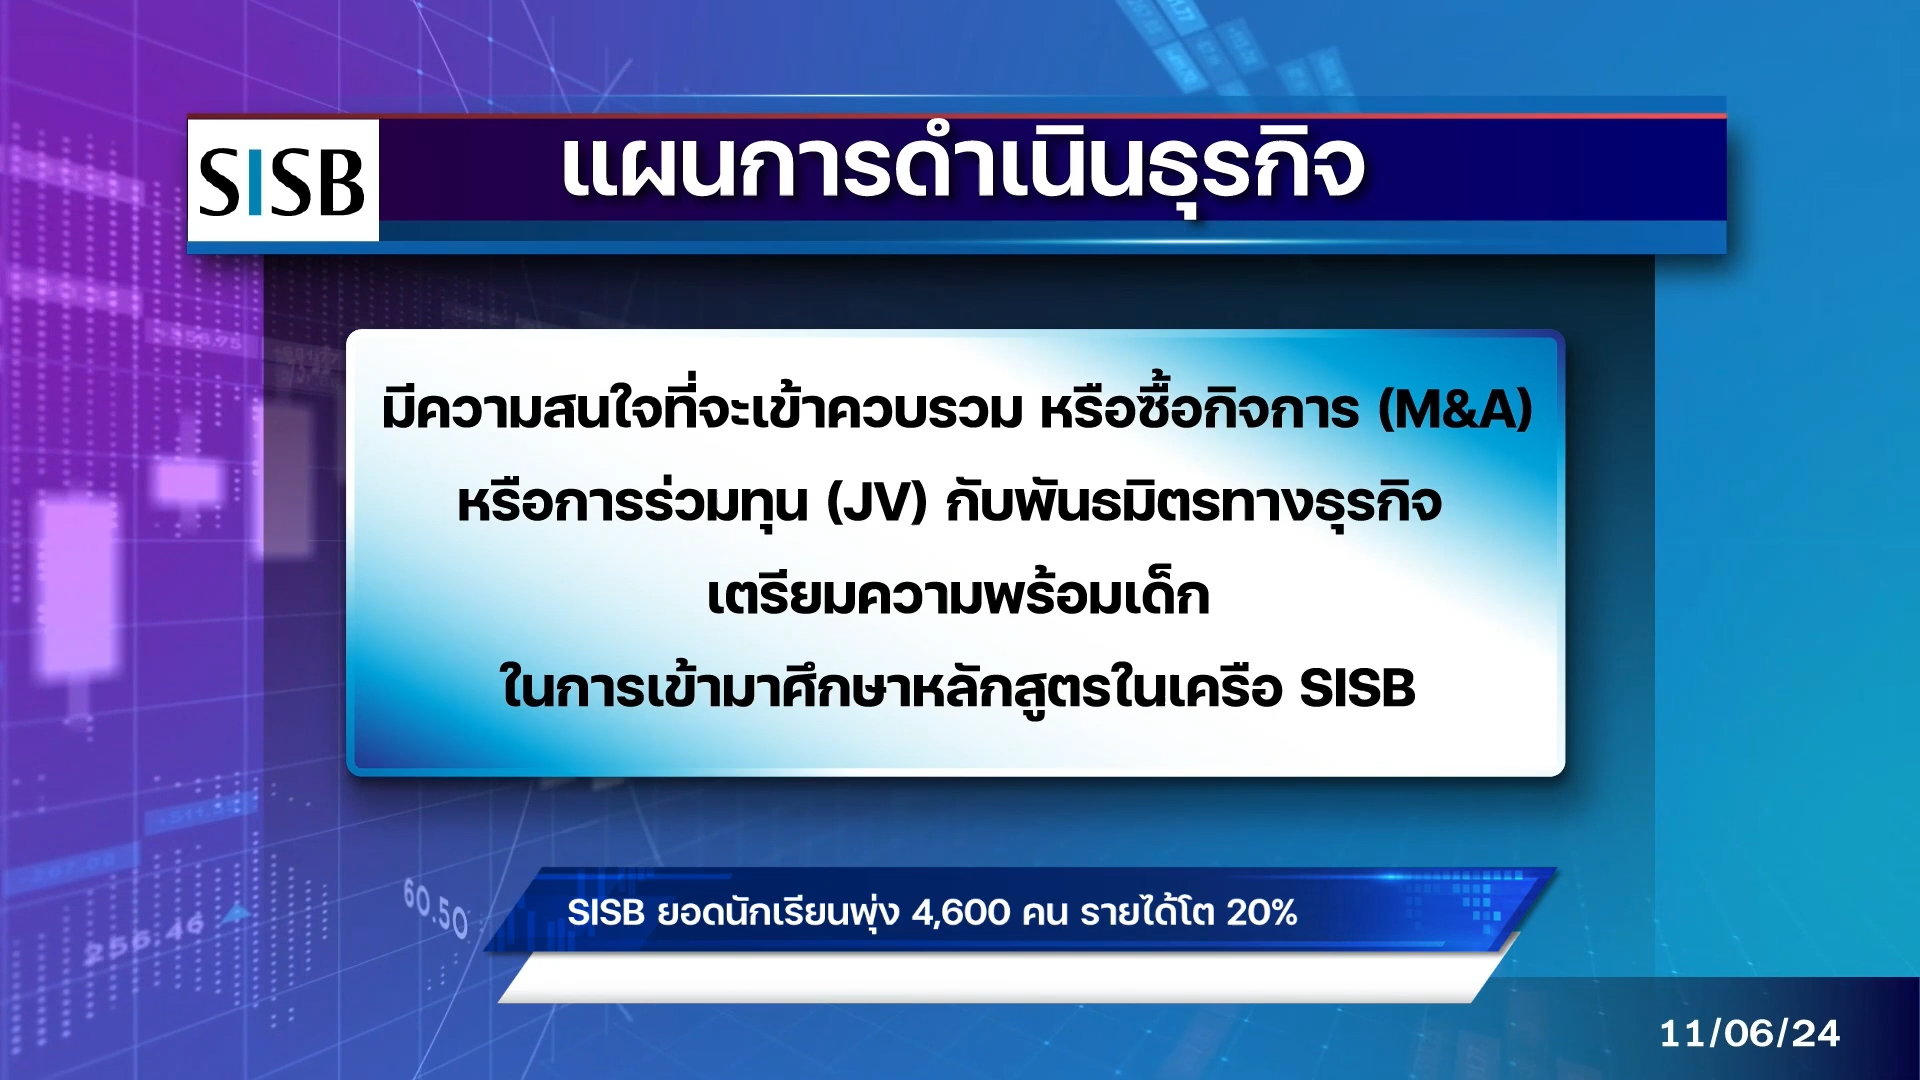 SISB
แผนการดำเนินธุรกิจ
มีความสนใจที่จะเข้าควบรวม หรือซื้อกิจการ (M&A)
หรือการร่วมทุน (JV) กับพันธมิตรทางธุรกิจ
เตรียมความพร้อมเด็ก
ในการเข้ามาศึกษาหลักสูตรในเครือ SISB
60.50
256.46
SISB ยอดนักเรียนพุ่ง 4,600 คน รายได้โต 20%
11/06/24